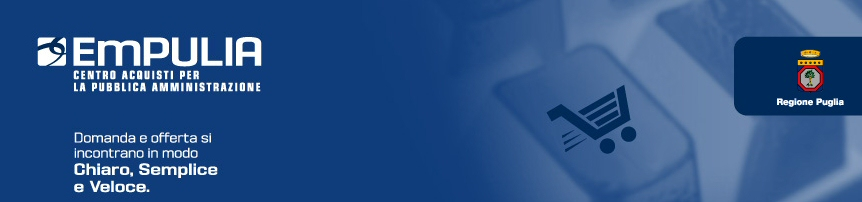 EmPULIA
CENTRO ACQUISTI PER
LA PUBBLICA AMMINISTRAZIONE
Domanda e offerta si
incontrano in modo
Chiaro, Semplice
e Veloce.
Regione Puglia